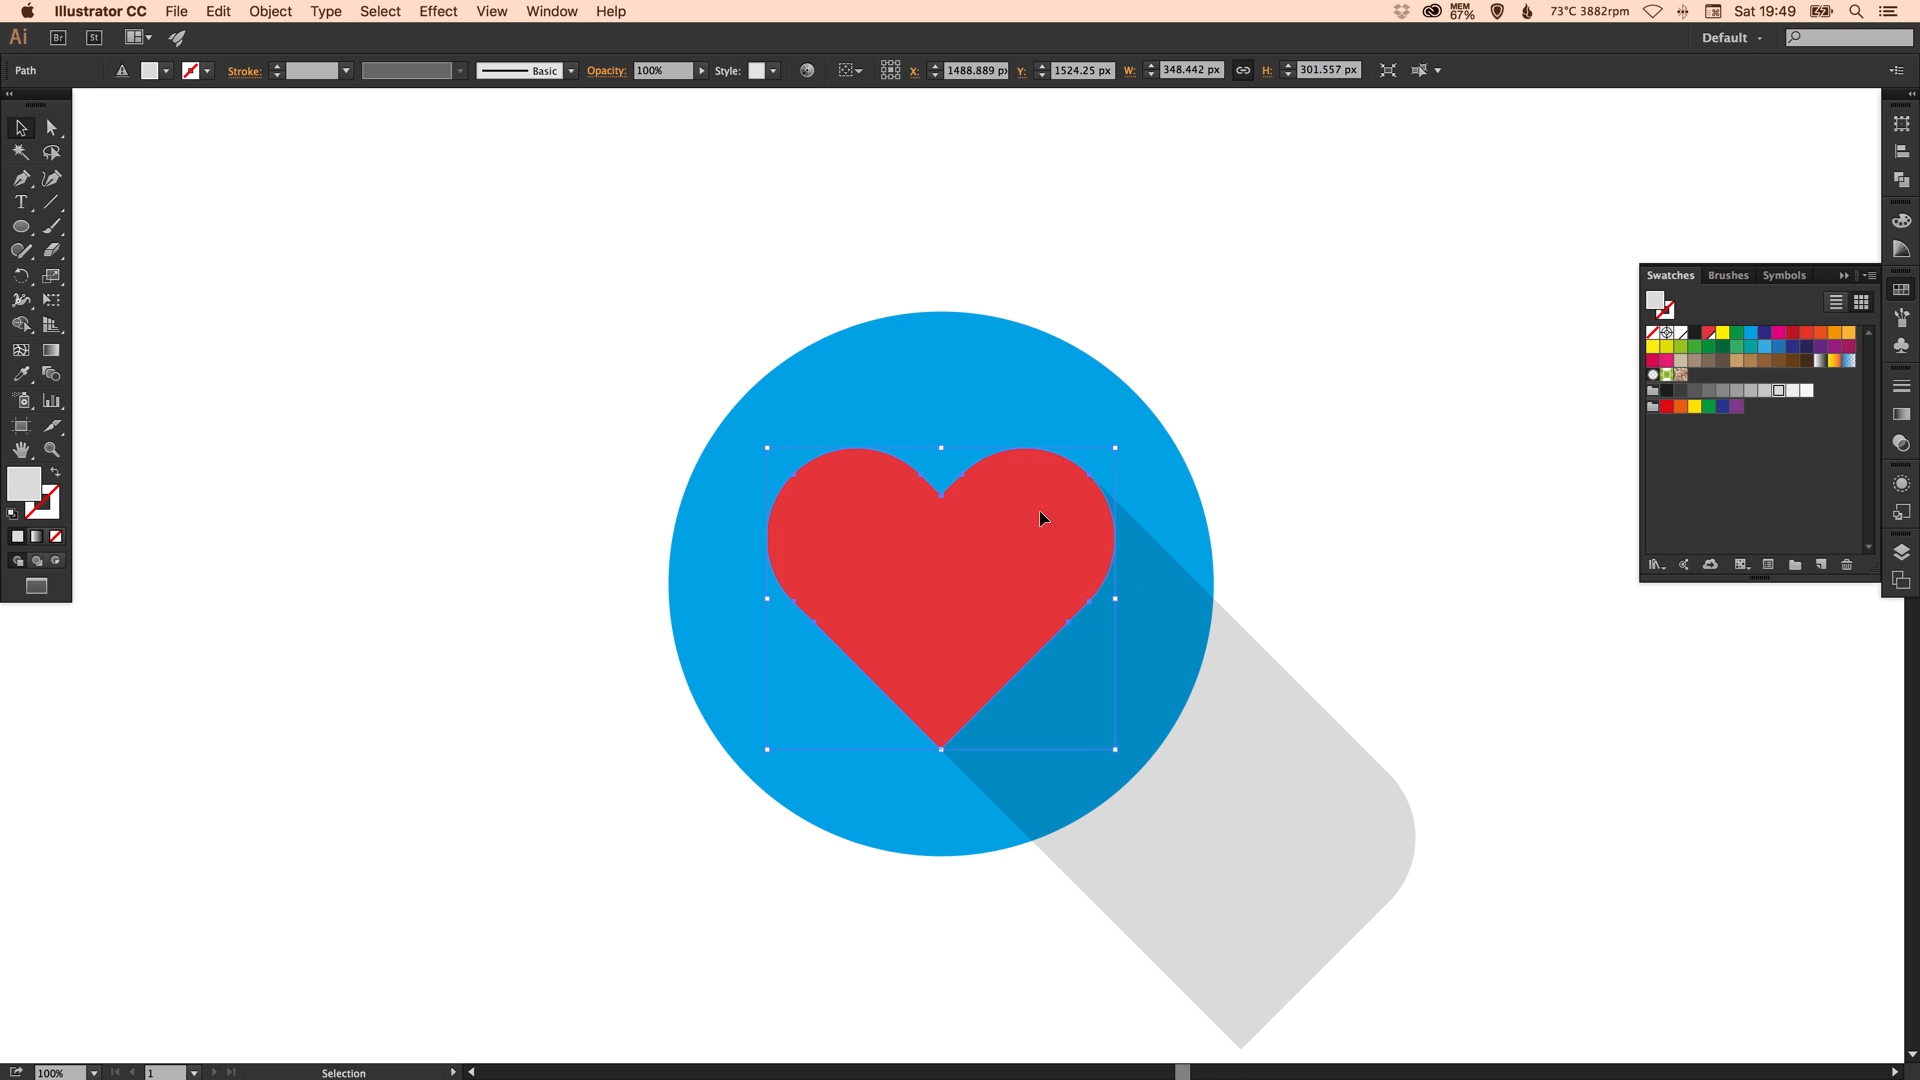 Illustrator CC File Edit Object Type Select Effect View Window Help MEM 67% 73°C 3882rpm Sat 19:49
Ai Br St Default
Path Stroke: Basic Opacity: 100% Style: X: 1488.889 px Y: 1524.25 px W: 348.442 px H: 301.557 px
Swatches Brushes Symbols
T
100% 1 Selection